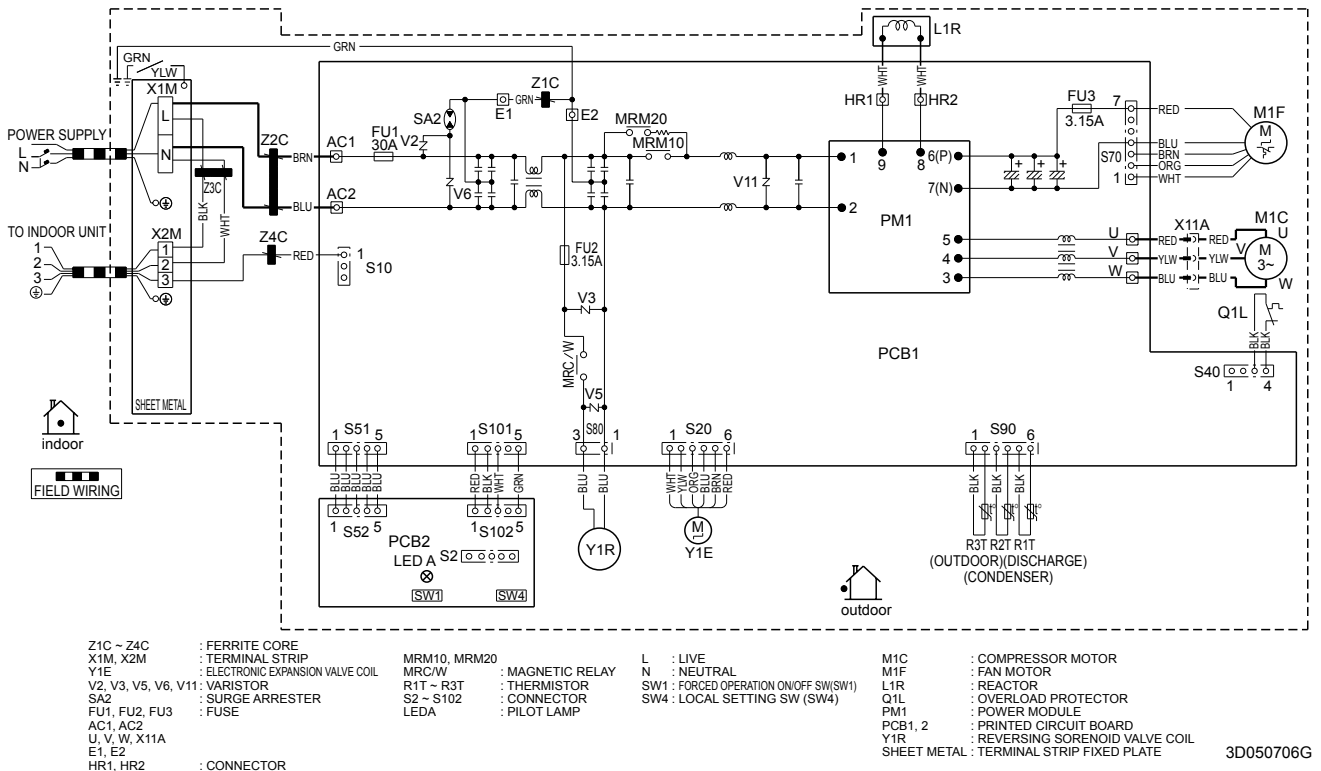 L1R
GRN
GRN
YLW
X1M
WHT
WHT
HR1
HR2
Z1C
GRN
E1
E2
SA2
FU3
3.15A
7
RED
M1F
M
POWER SUPPLY
L
N
L
N
Z2C
BRN
AC1
FU1
30A
V2
MRM20
MRM10
1
9
8
6(P)
BLU
BRN
ORG
WHT
S70
1
Z3C
BLU
AC2
V6
V11
2
7(N)
PM1
TO INDOOR UNIT
1
2
3
X2M
1
2
3
BLK
WHT
Z4C
RED
1
S10
FU2
3.15A
5
4
3
U
V
W
RED
YLW
BLU
X11A
RED
YLW
BLU
M1C
U
V
W
M
3~
V3
Q1L
BLK
BLK
MRC/W
PCB1
S40
1
4
V5
SHEET METAL
indoor
FIELD WIRING
1 S51 5
1 S101 5
3 S80 1
1 S20 6
1 S90 6
BLU
BLU
BLU
BLU
BLU
RED
BLK
WHT
GRN
BLU
BLU
WHT
YLW
ORG
BLU
BRN
RED
BLK
BLK
BLK
1 S52 5
1 S102 5
PCB2
LED A
S2
SW1
SW4
Y1R
M
Y1E
t°
t°
t°
R3T R2T R1T
(OUTDOOR)(DISCHARGE)
(CONDENSER)
outdoor
Z1C ~ Z4C : FERRITE CORE
X1M, X2M : TERMINAL STRIP
Y1E : ELECTRONIC EXPANSION VALVE COIL
V2, V3, V5, V6, V11 : VARISTOR
SA2 : SURGE ARRESTER
FU1, FU2, FU3 : FUSE
AC1, AC2
U, V, W, X11A
E1, E2
HR1, HR2 : CONNECTOR
MRM10, MRM20
MRC/W : MAGNETIC RELAY
R1T ~ R3T : THERMISTOR
S2 ~ S102 : CONNECTOR
LEDA : PILOT LAMP
L : LIVE
N : NEUTRAL
SW1 : FORCED OPERATION ON/OFF SW(SW1)
SW4 : LOCAL SETTING SW (SW4)
M1C : COMPRESSOR MOTOR
M1F : FAN MOTOR
L1R : REACTOR
Q1L : OVERLOAD PROTECTOR
PM1 : POWER MODULE
PCB1, 2 : PRINTED CIRCUIT BOARD
Y1R : REVERSING SORENOID VALVE COIL
SHEET METAL : TERMINAL STRIP FIXED PLATE
3D050706G